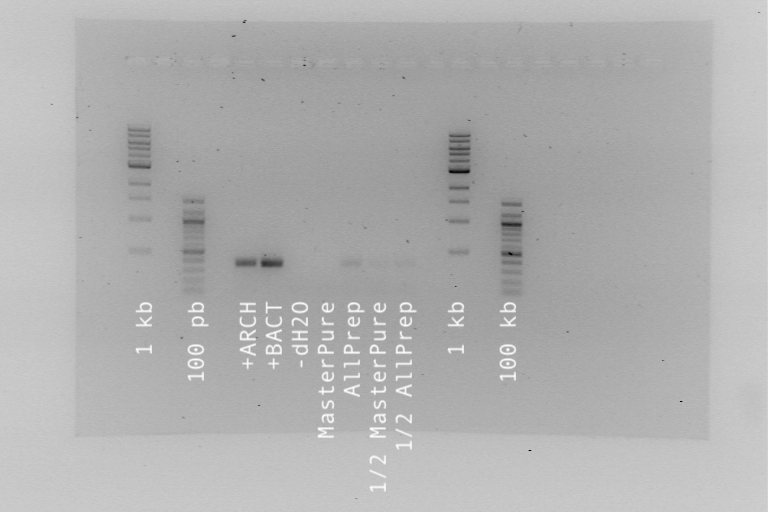 1 kb
100 pb
+ARCH
+BACT
-dH2O
MasterPure
AllPrep
1/2 MasterPure
1/2 AllPrep
1 kb
100 kb